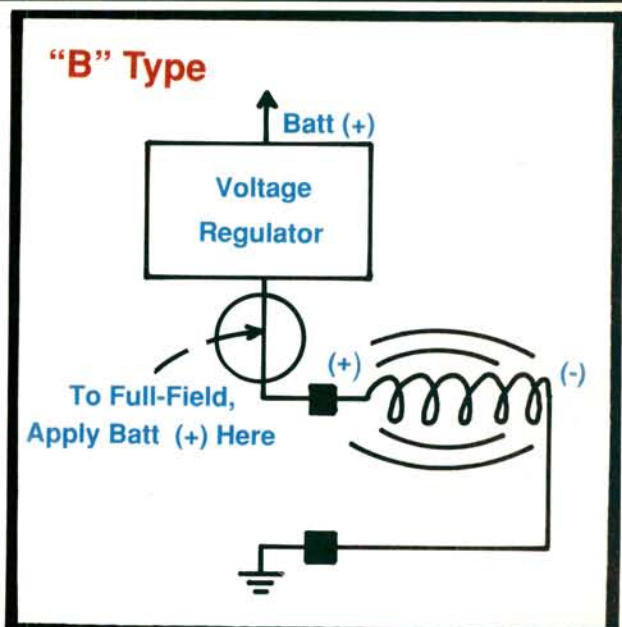 “B” Type
Batt (+)
Voltage
Regulator
(+)
(-)
To Full-Field,
Apply Batt (+) Here